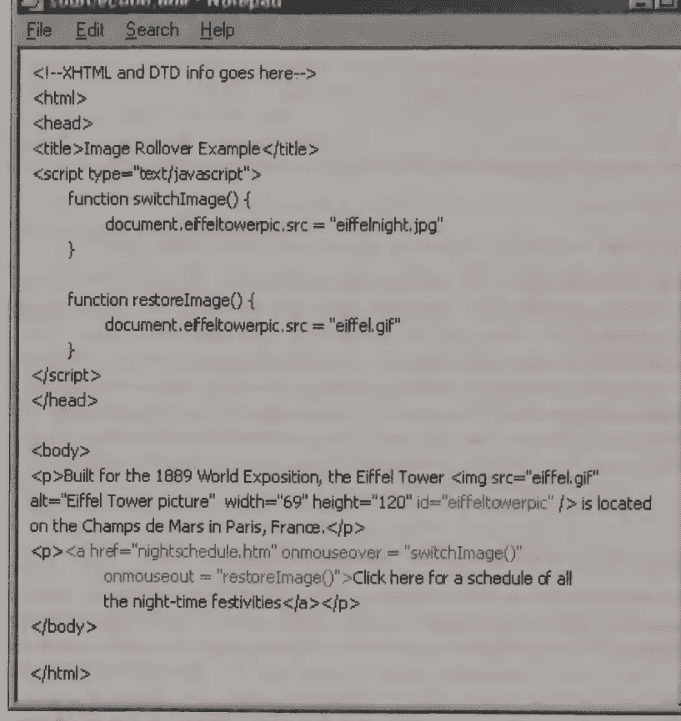 Notepad
File Edit Search Help
<!--XHTML and DTD info goes here-->
<html>
<head>
<title>Image Rollover Example</title>
<script type="text/javascript">
function switchImage() {
document.effeltowerpic.src = "eiffelnight.jpg"
}
function restoreImage() {
document.effeltowerpic.src = "eiffel.gif"
}
</script>
</head>
<body>
<p>Built for the 1889 World Exposition, the Eiffel Tower <img src="eiffel.gif"
alt="Eiffel Tower picture" width="69" height="120" id="eiffeltowerpic" /> is located
on the Champs de Mars in Paris, France.</p>
<p><a href="nightschedule.htm" onmouseover = "switchImage()"
onmouseout = "restoreImage()">Click here for a schedule of all
the night-time festivities</a></p>
</body>
</html>